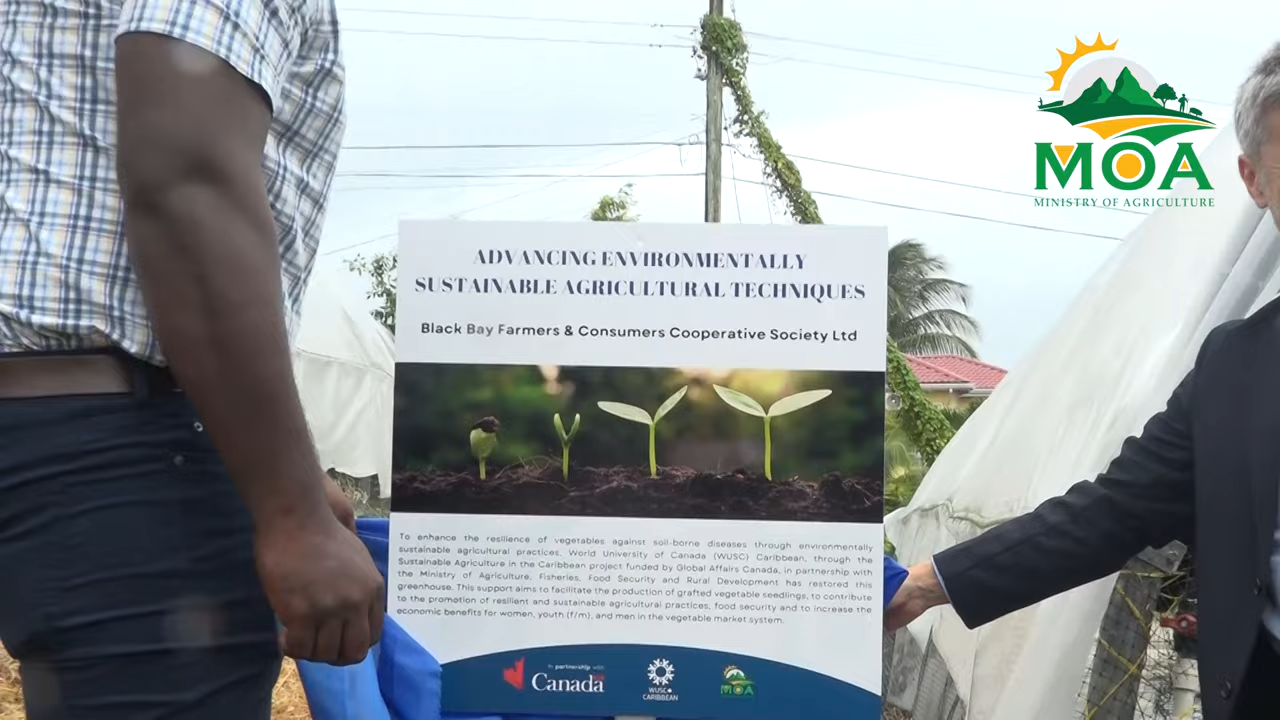 MOA
MINISTRY OF AGRICULTURE
ADVANCING ENVIRONMENTALLY
SUSTAINABLE AGRICULTURAL TECHNIQUES
Black Bay Farmers & Consumers Cooperative Society Ltd
To enhance the resilience of vegetables against soil-borne diseases through environmentally
sustainable agricultural practices, World University of Canada (WUSC) Caribbean, through the
Sustainable Agriculture in the Caribbean project funded by Global Affairs Canada, in partnership with
the Ministry of Agriculture, Fisheries, Food Security and Rural Development has restored this
greenhouse. This support aims to facilitate the production of grafted vegetable seedlings, to contribute
to the promotion of resilient and sustainable agricultural practices, food security and to increase the
economic benefits for women, youth (f/m), and men in the vegetable market system.
In partnership with
Canada
WUSC
CARIBBEAN
MOA